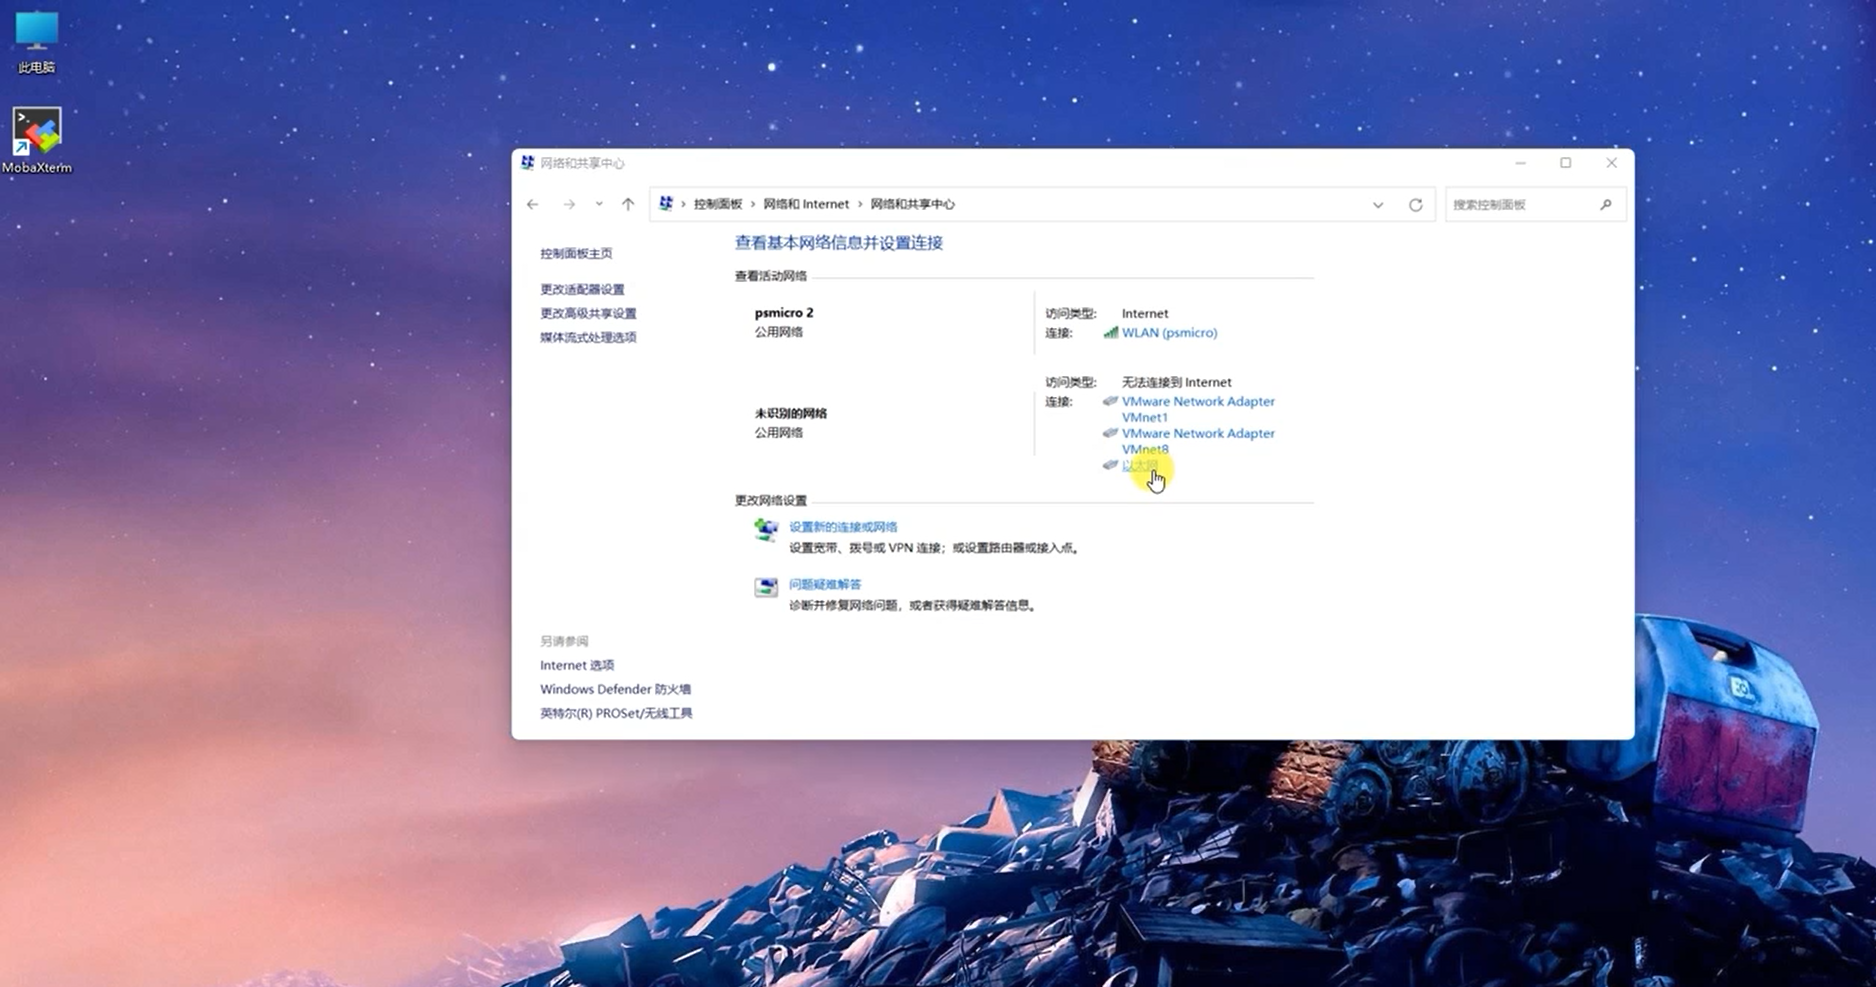 此电脑
MobaXterm
网络和共享中心
控制面板 › 网络和 Internet › 网络和共享中心
搜索控制面板
控制面板主页
更改适配器设置
更改高级共享设置
媒体流式处理选项
查看基本网络信息并设置连接
查看活动网络
psmicro 2
公用网络
访问类型: Internet
连接: WLAN (psmicro)
未识别的网络
公用网络
访问类型: 无法连接到 Internet
连接: VMware Network Adapter
VMnet1
VMware Network Adapter
VMnet8
以太网
更改网络设置
设置新的连接或网络
设置宽带、拨号或 VPN 连接；或设置路由器或接入点。
问题疑难解答
诊断并修复网络问题，或者获得疑难解答信息。
另请参阅
Internet 选项
Windows Defender 防火墙
英特尔(R) PROSet/无线工具